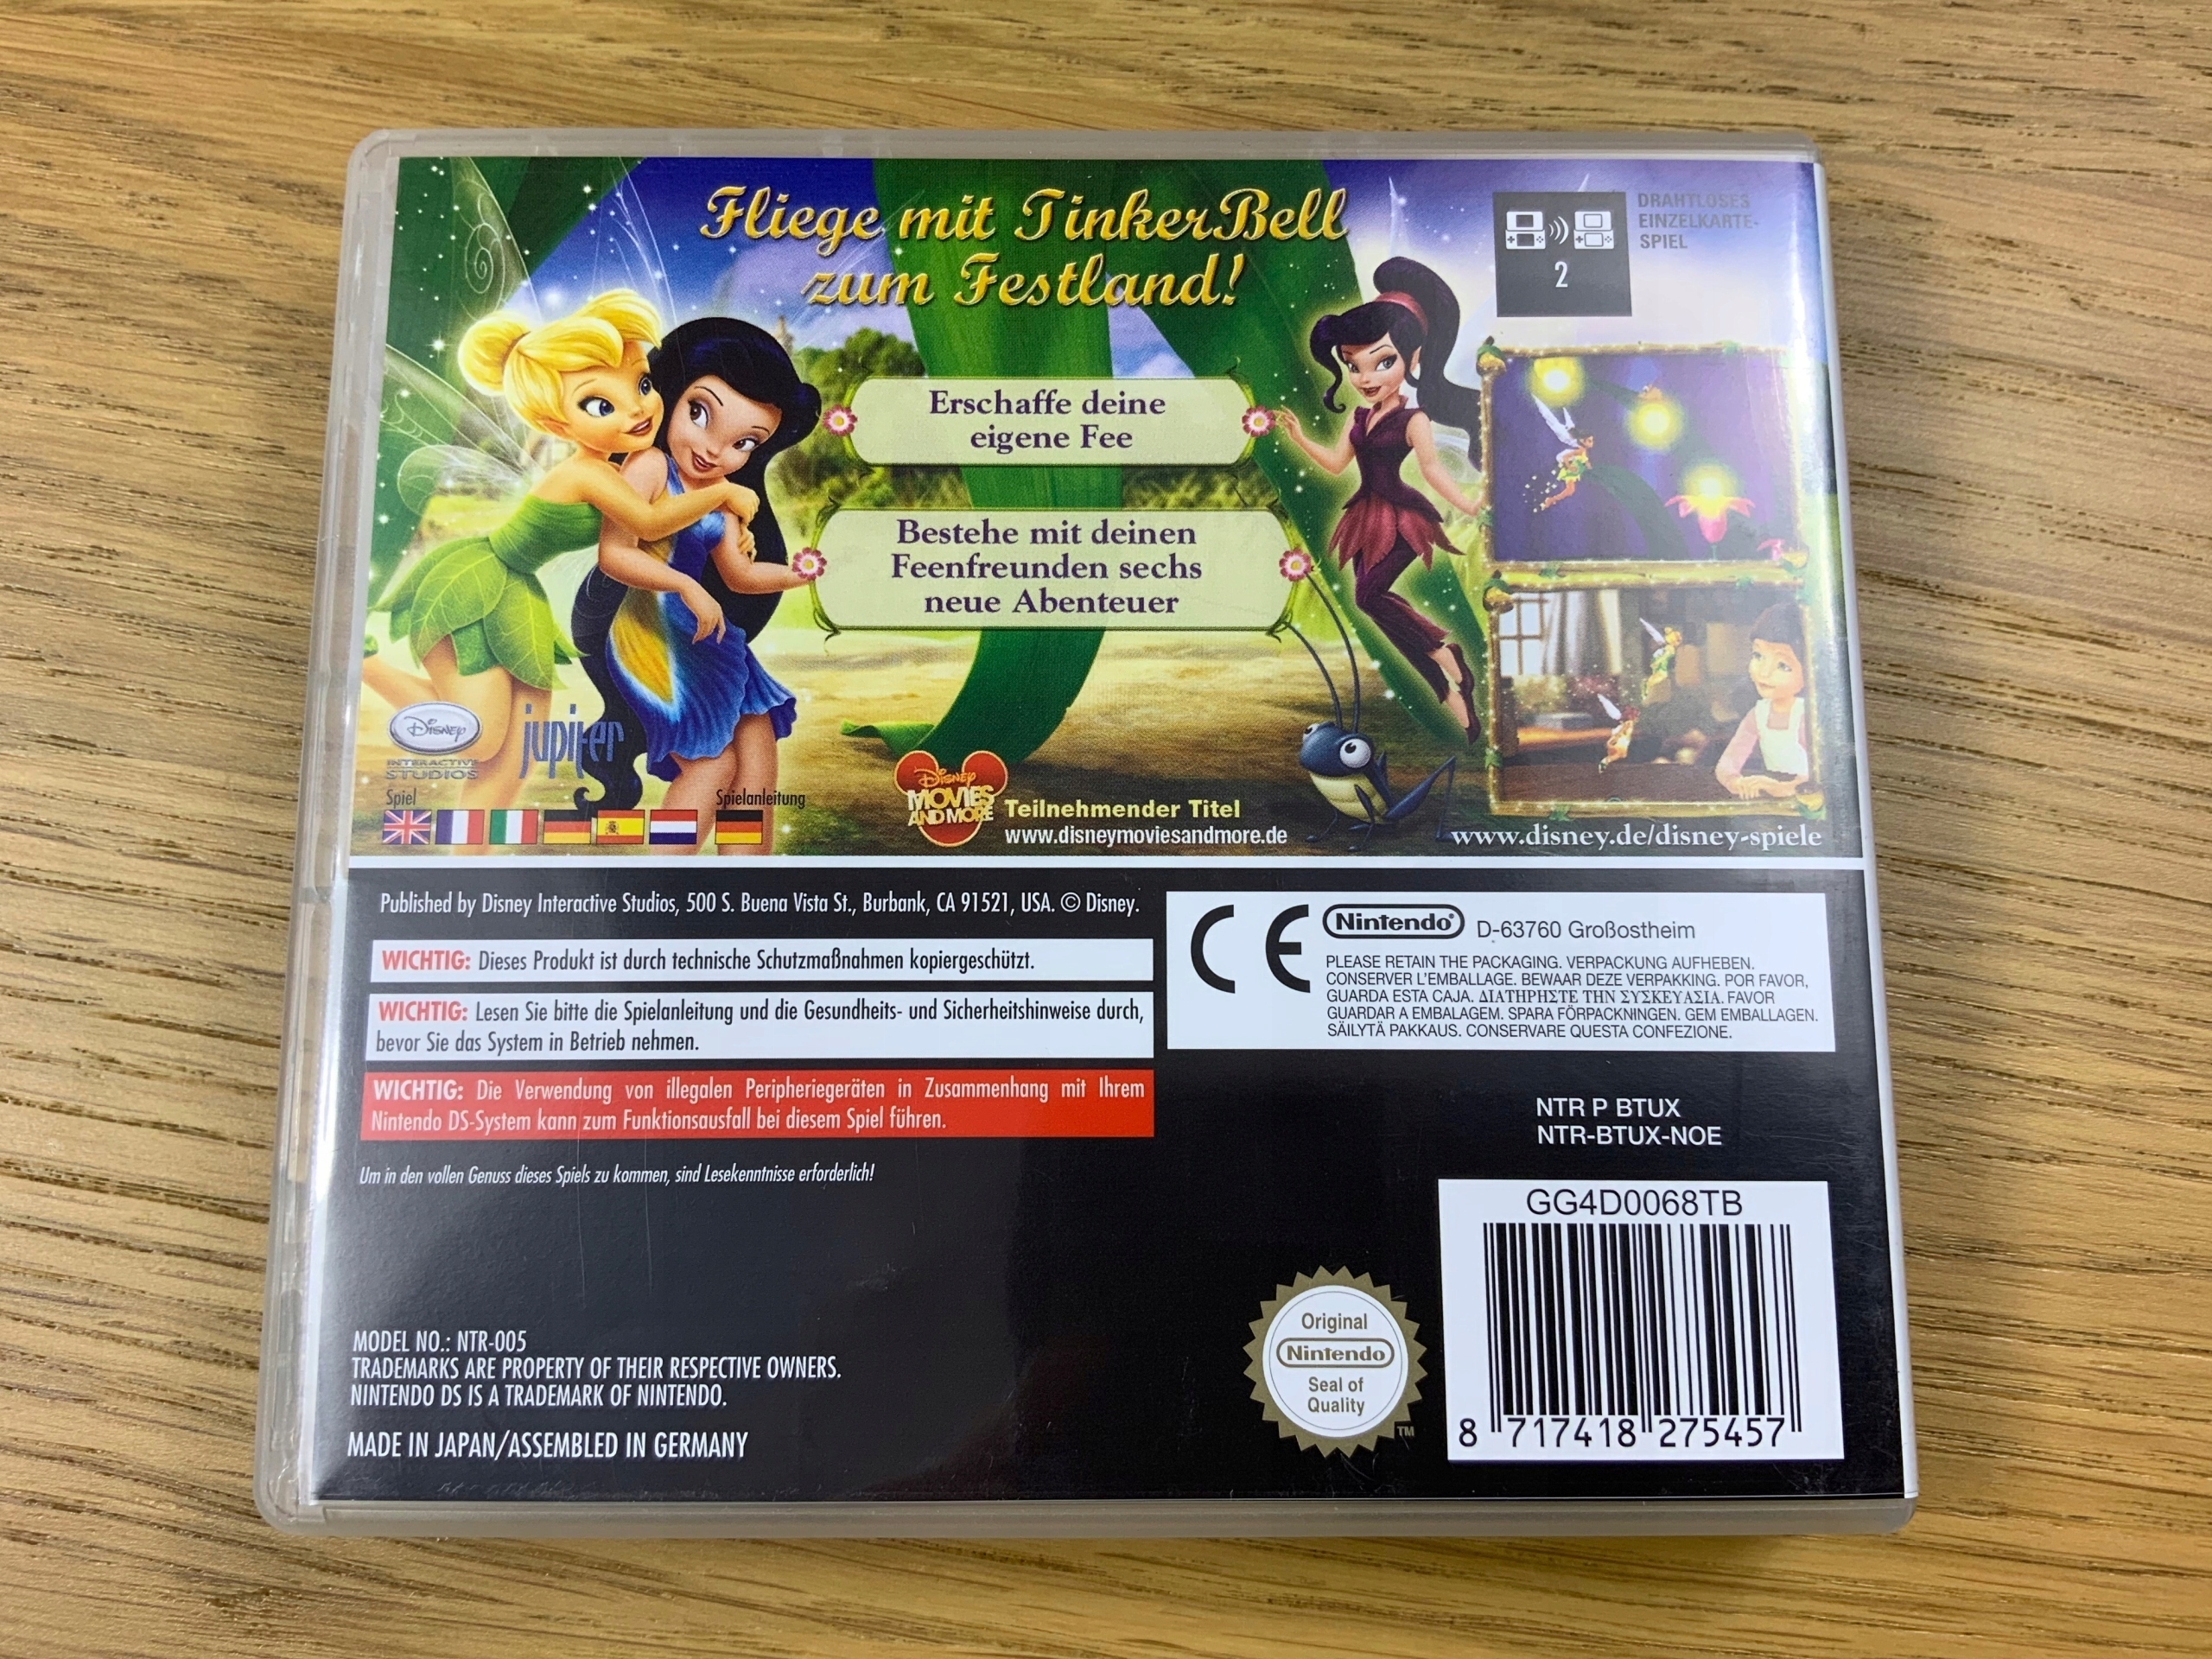 Fliege mit TinkerBell
zum Festland!
DRAHTLOSES
EINZELKARTE-
SPIEL
2
Erschaffe deine
eigene Fee
Bestehe mit deinen
Feenfreunden sechs
neue Abenteuer
Disney
INTERACTIVE
STUDIOS
jupiter
Spiel
Spielanleitung
Disney
MOVIES
AND MORE
Teilnehmender Titel
www.disneymoviesandmore.de
www.disney.de/disney-spiele
Published by Disney Interactive Studios, 500 S. Buena Vista St., Burbank, CA 91521, USA. © Disney.
WICHTIG: Dieses Produkt ist durch technische Schutzmaßnahmen kopiergeschützt.
WICHTIG: Lesen Sie bitte die Spielanleitung und die Gesundheits- und Sicherheitshinweise durch,
bevor Sie das System in Betrieb nehmen.
WICHTIG: Die Verwendung von illegalen Peripheriegeräten in Zusammenhang mit Ihrem
Nintendo DS-System kann zum Funktionsausfall bei diesem Spiel führen.
Um in den vollen Genuss dieses Spiels zu kommen, sind Lesekenntnisse erforderlich!
CE
Nintendo® D-63760 Großostheim
PLEASE RETAIN THE PACKAGING. VERPACKUNG AUFHEBEN.
CONSERVER L'EMBALLAGE. BEWAAR DEZE VERPAKKING. POR FAVOR,
GUARDA ESTA CAJA. ΔΙΑΤΗΡΗΣΤΕ ΤΗΝ ΣΥΣΚΕΥΑΣΙΑ. FAVOR
GUARDAR A EMBALAGEM. SPARA FÖRPACKNINGEN. GEM EMBALLAGEN.
SÄILYTÄ PAKKAUS. CONSERVARE QUESTA CONFEZIONE.
NTR P BTUX
NTR-BTUX-NOE
GG4D0068TB
8 717418 275457
Original
Nintendo
Seal of
Quality
TM
MODEL NO.: NTR-005
TRADEMARKS ARE PROPERTY OF THEIR RESPECTIVE OWNERS.
NINTENDO DS IS A TRADEMARK OF NINTENDO.
MADE IN JAPAN/ASSEMBLED IN GERMANY